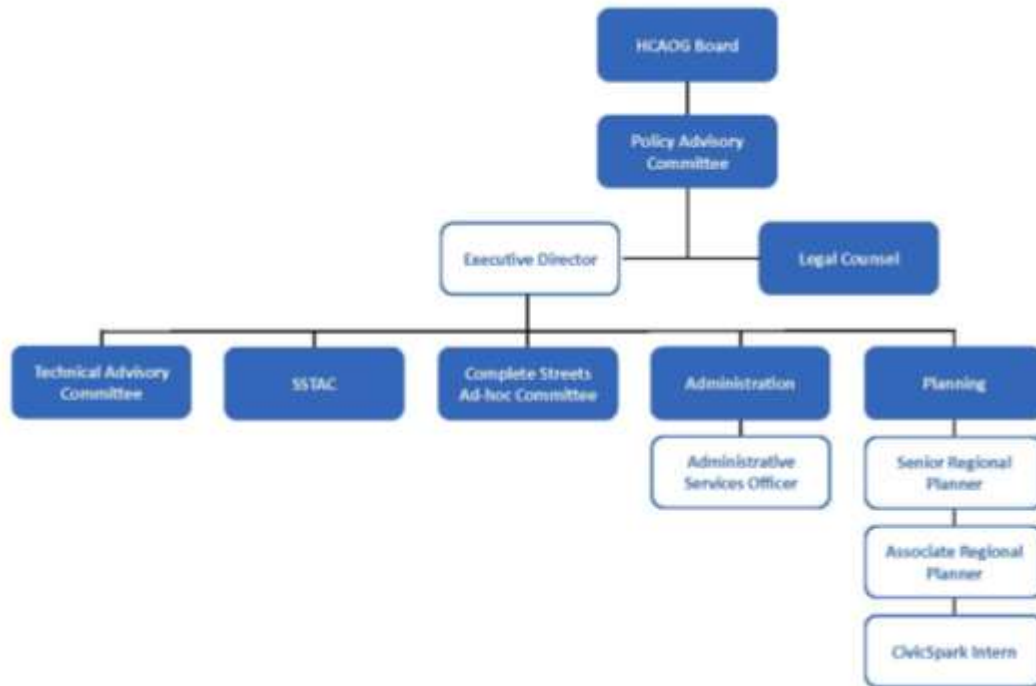 HCAOG Board
Policy Advisory
Committee
Executive Director
Legal Counsel
Technical Advisory
Committee
SSTAC
Complete Streets
Ad-hoc Committee
Administration
Planning
Administrative
Services Officer
Senior Regional
Planner
Associate Regional
Planner
CivicSpark Intern